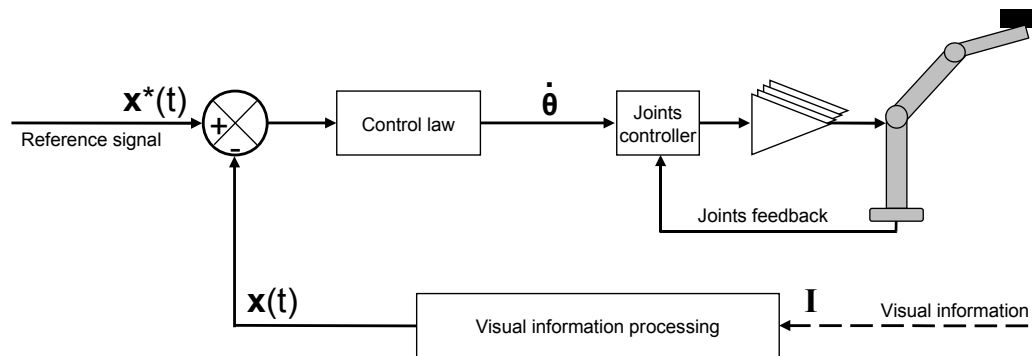 x*(t)
Reference signal
+
-
Control law
θ̇
Joints
controller
Joints feedback
x(t)
Visual information processing
I
Visual information